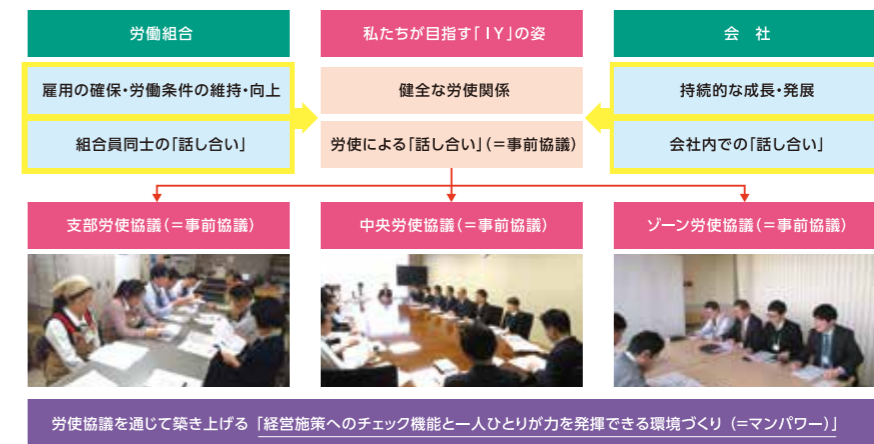 労働組合
私たちが目指す「IY」の姿
会 社
雇用の確保・労働条件の維持・向上
健全な労使関係
持続的な成長・発展
組合員同士の「話し合い」
労使による「話し合い」(=事前協議)
会社内での「話し合い」
支部労使協議(=事前協議)
中央労使協議(=事前協議)
ゾーン労使協議(=事前協議)
労使協議を通じて築き上げる「経営施策へのチェック機能と一人ひとりが力を発揮できる環境づくり (=マンパワー)」